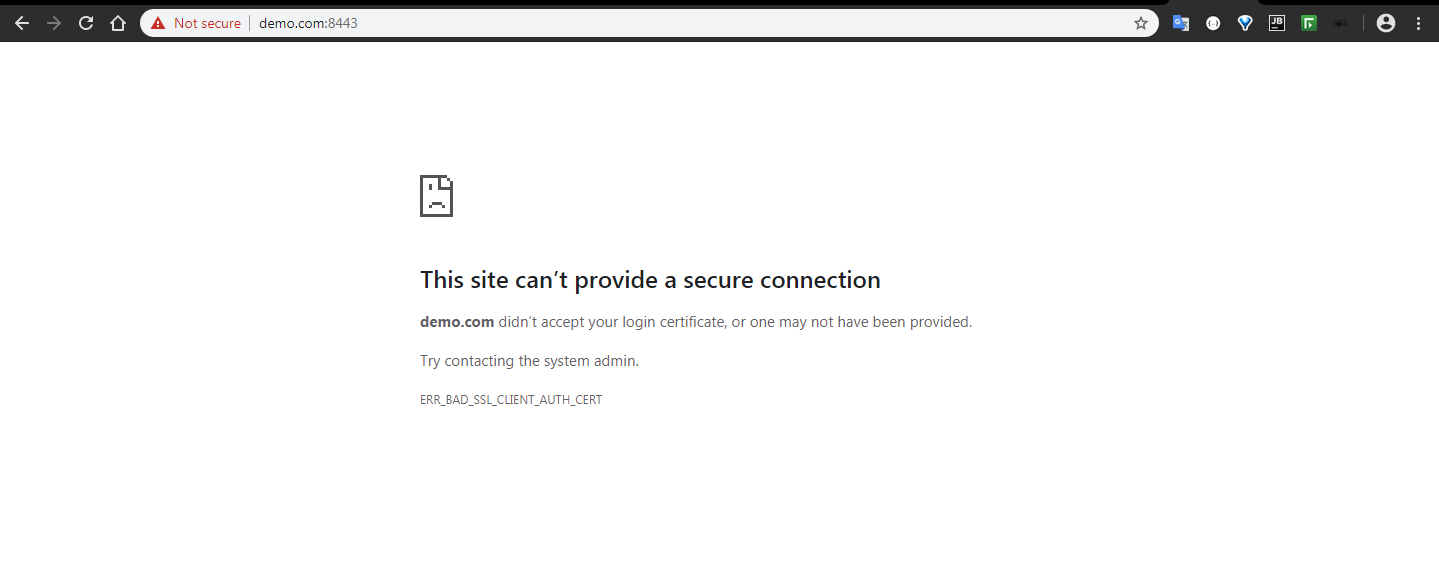 Not secure demo.com:8443
JB
This site can’t provide a secure connection
demo.com didn’t accept your login certificate, or one may not have been provided.
Try contacting the system admin.
ERR_BAD_SSL_CLIENT_AUTH_CERT